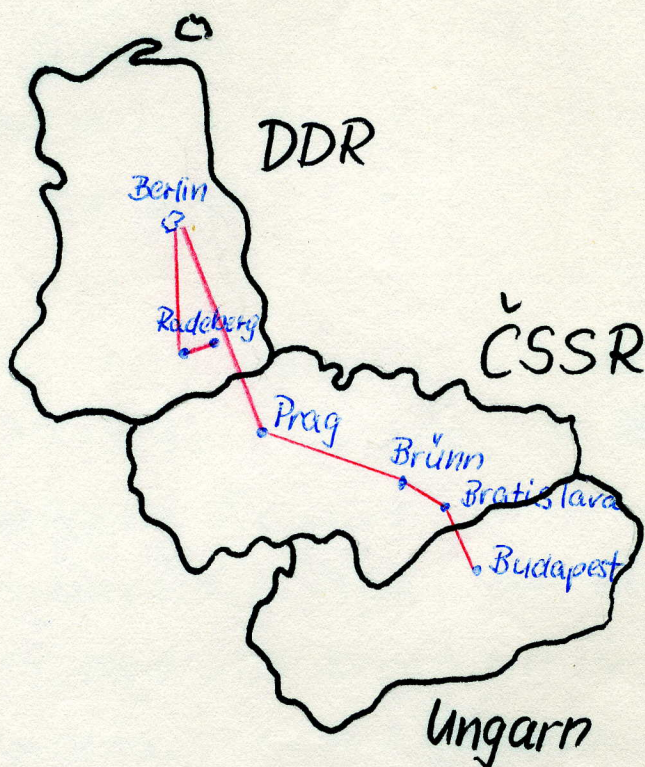 DDR
Berlin
Radeberg
ČSSR
Prag
Brünn
Bratislava
Budapest
Ungarn